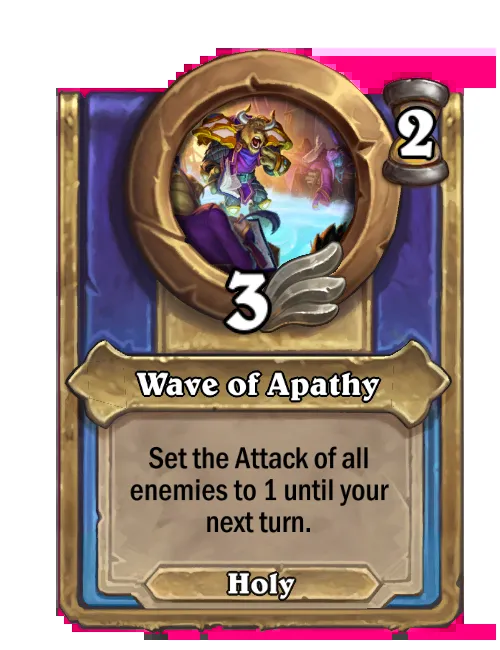 2
3
Wave of Apathy
Set the Attack of all
enemies to 1 until your
next turn.
Holy